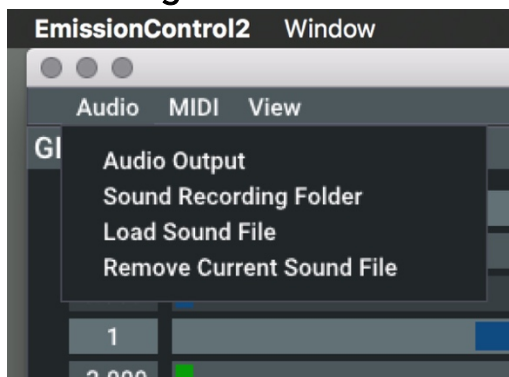 EmissionControl2 Window
Audio MIDI View
Audio Output
Sound Recording Folder
Load Sound File
Remove Current Sound File
1